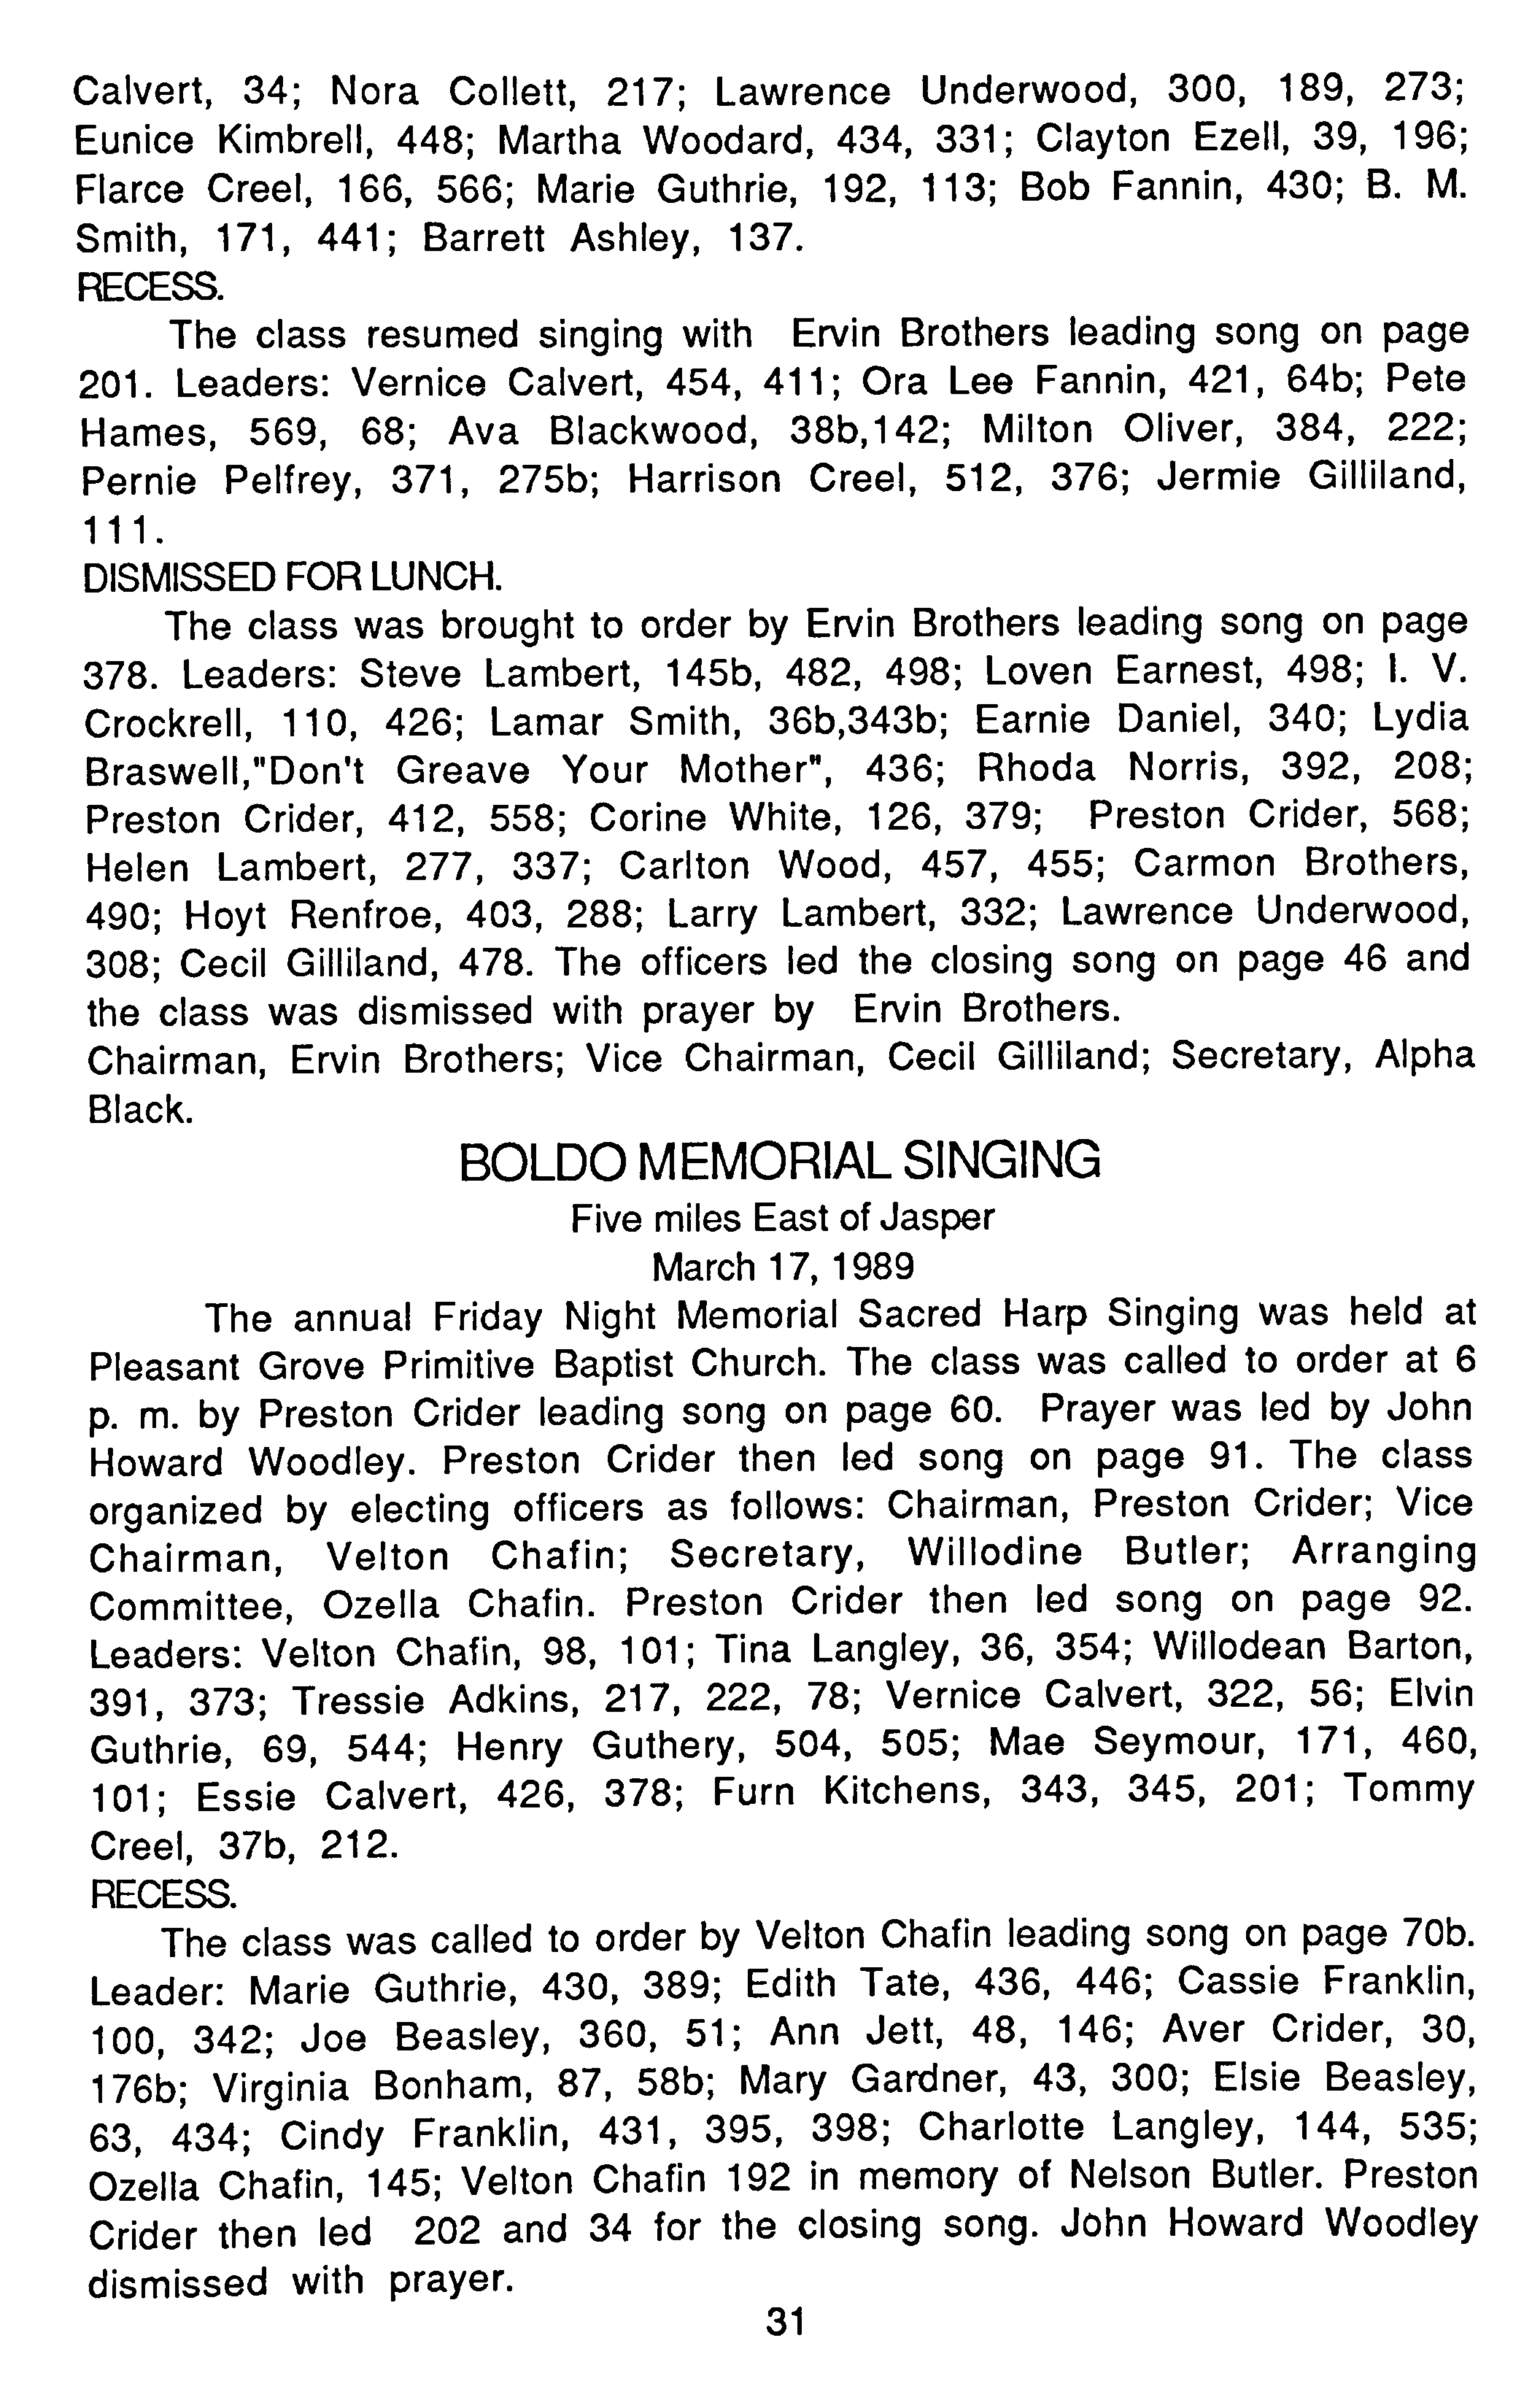 Calvert, 34; Nora Collett, 217; Lawrence Underwood, 300, 189, 273;
Eunice Kimbrell, 448; Martha Woodard, 434, 331; Clayton Ezell, 39, 196;
Flarce Creel, 166, 566; Marie Guthrie, 192, 113; Bob Fannin, 430; B. M.
Smith, 171, 441; Barrett Ashley, 137.
RECESS.
The class resumed singing with Ervin Brothers leading song on page
201. Leaders: Vernice Calvert, 454, 411; Ora Lee Fannin, 421, 64b; Pete
Hames, 569, 68; Ava Blackwood, 38b,142; Milton Oliver, 384, 222;
Pernie Pelfrey, 371, 275b; Harrison Creel, 512, 376; Jermie Gilliland,
111.
DISMISSED FOR LUNCH.
The class was brought to order by Ervin Brothers leading song on page
378. Leaders: Steve Lambert, 145b, 482, 498; Loven Earnest, 498; I. V.
Crockrell, 110, 426; Lamar Smith, 36b,343b; Earnie Daniel, 340; Lydia
Braswell,"Don't Greave Your Mother", 436; Rhoda Norris, 392, 208;
Preston Crider, 412, 558; Corine White, 126, 379; Preston Crider, 568;
Helen Lambert, 277, 337; Carlton Wood, 457, 455; Carmon Brothers,
490; Hoyt Renfroe, 403, 288; Larry Lambert, 332; Lawrence Underwood,
308; Cecil Gilliland, 478. The officers led the closing song on page 46 and
the class was dismissed with prayer by Ervin Brothers.
Chairman, Ervin Brothers; Vice Chairman, Cecil Gilliland; Secretary, Alpha
Black.
BOLDO MEMORIAL SINGING
Five miles East of Jasper
March 17, 1989
The annual Friday Night Memorial Sacred Harp Singing was held at
Pleasant Grove Primitive Baptist Church. The class was called to order at 6
p. m. by Preston Crider leading song on page 60. Prayer was led by John
Howard Woodley. Preston Crider then led song on page 91. The class
organized by electing officers as follows: Chairman, Preston Crider; Vice
Chairman, Velton Chafin; Secretary, Willodine Butler; Arranging
Committee, Ozella Chafin. Preston Crider then led song on page 92.
Leaders: Velton Chafin, 98, 101; Tina Langley, 36, 354; Willodean Barton,
391, 373; Tressie Adkins, 217, 222, 78; Vernice Calvert, 322, 56; Elvin
Guthrie, 69, 544; Henry Guthery, 504, 505; Mae Seymour, 171, 460,
101; Essie Calvert, 426, 378; Furn Kitchens, 343, 345, 201; Tommy
Creel, 37b, 212.
RECESS.
The class was called to order by Velton Chafin leading song on page 70b.
Leader: Marie Guthrie, 430, 389; Edith Tate, 436, 446; Cassie Franklin,
100, 342; Joe Beasley, 360, 51; Ann Jett, 48, 146; Aver Crider, 30,
176b; Virginia Bonham, 87, 58b; Mary Gardner, 43, 300; Elsie Beasley,
63, 434; Cindy Franklin, 431, 395, 398; Charlotte Langley, 144, 535;
Ozella Chafin, 145; Velton Chafin 192 in memory of Nelson Butler. Preston
Crider then led 202 and 34 for the closing song. John Howard Woodley
dismissed with prayer.
31